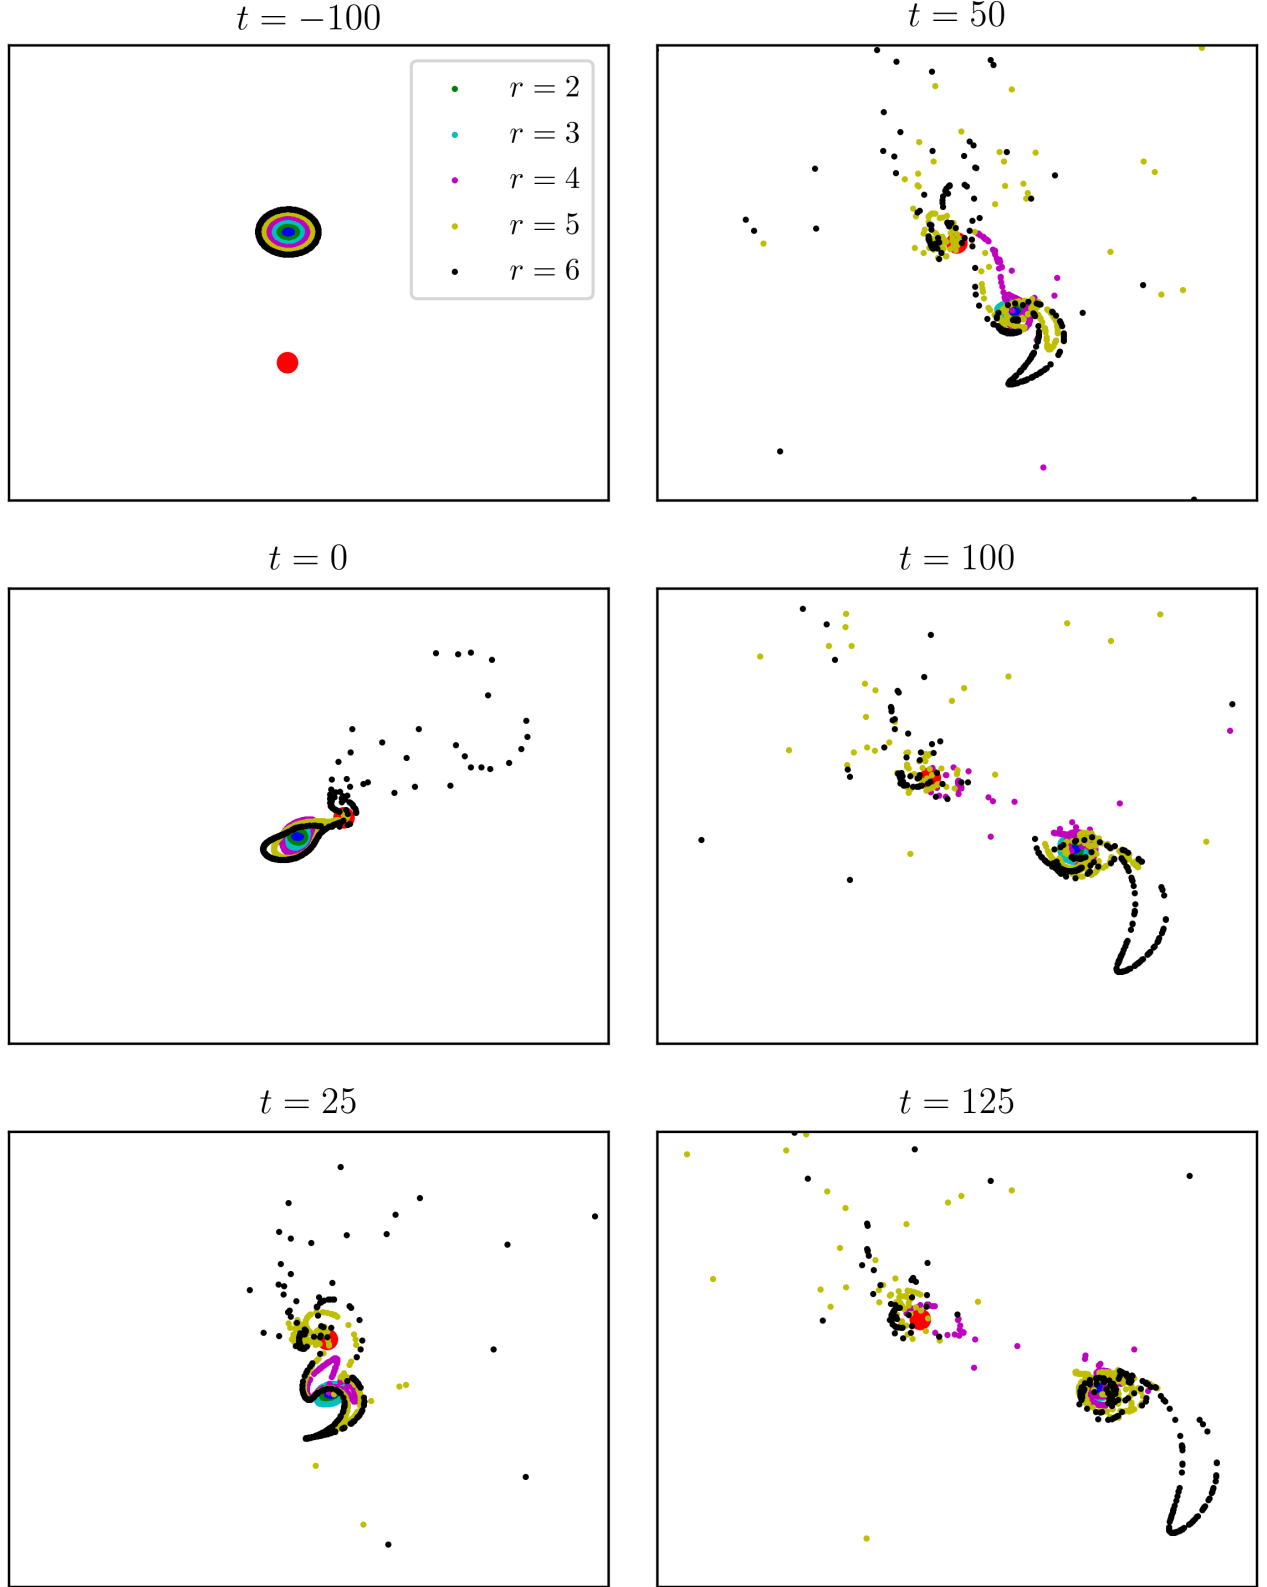 t = −100
r = 2
r = 3
r = 4
r = 5
r = 6
t = 50
t = 0
t = 100
t = 25
t = 125